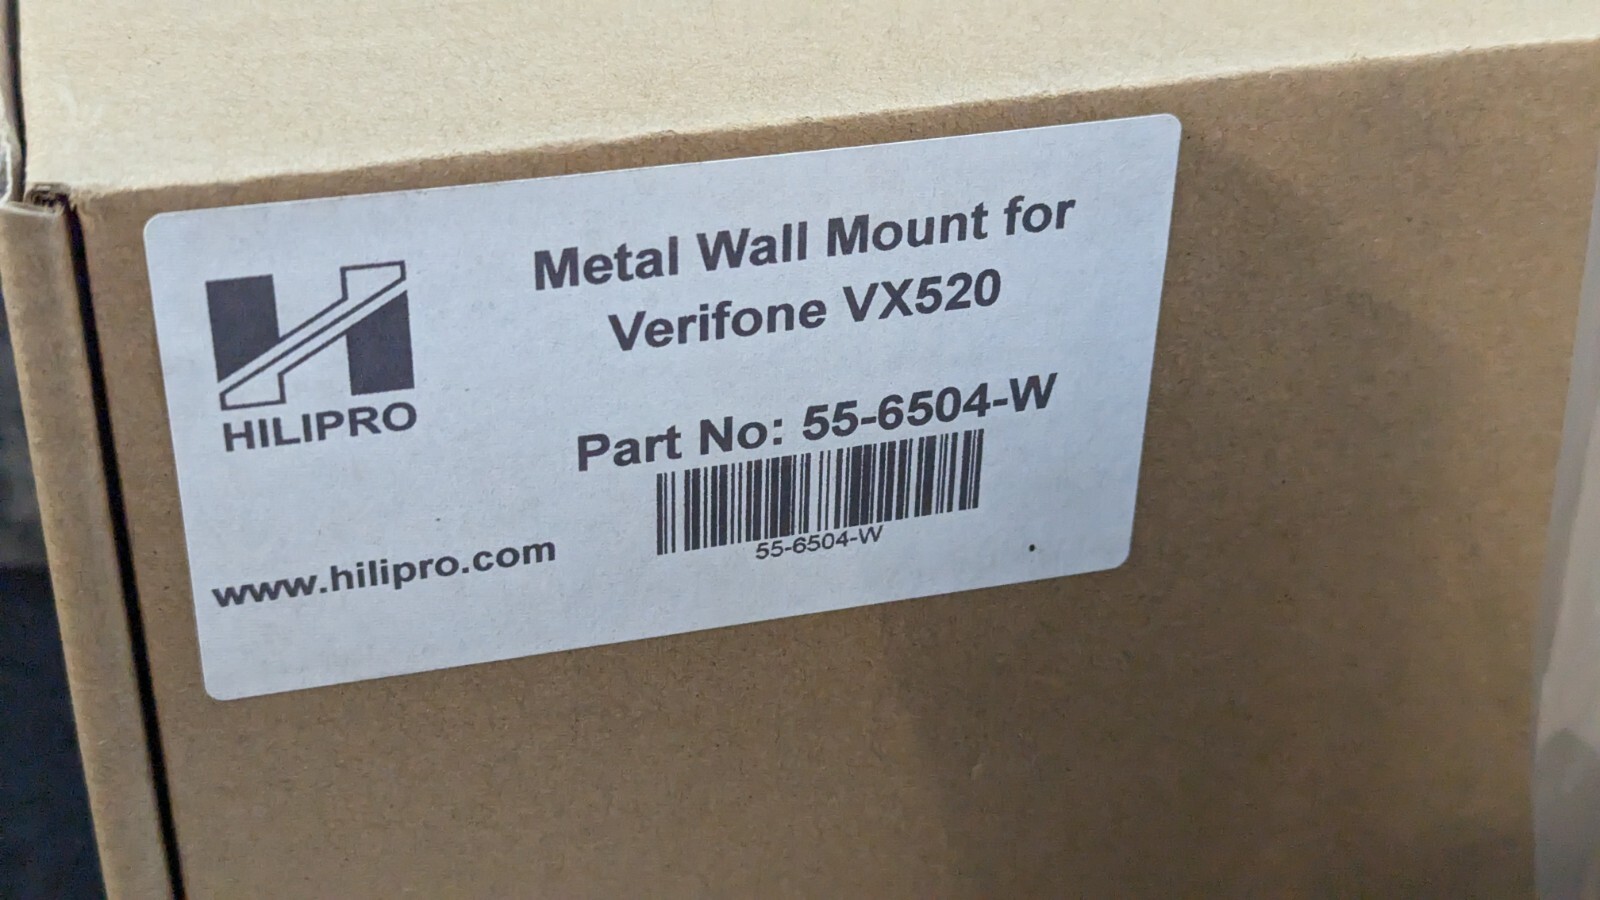 Metal Wall Mount for
Verifone VX520
HILIPRO
Part No: 55-6504-W
55-6504-W
www.hilipro.com